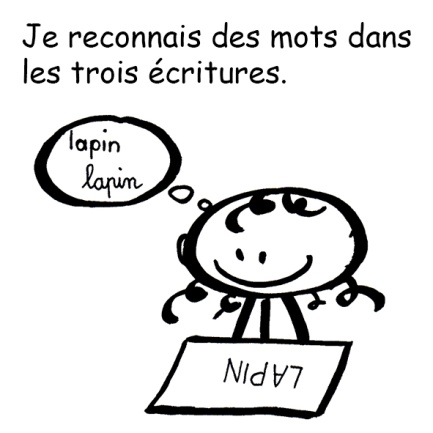 Je reconnais des mots dans
les trois écritures.
lapin
lapin
LAPIN